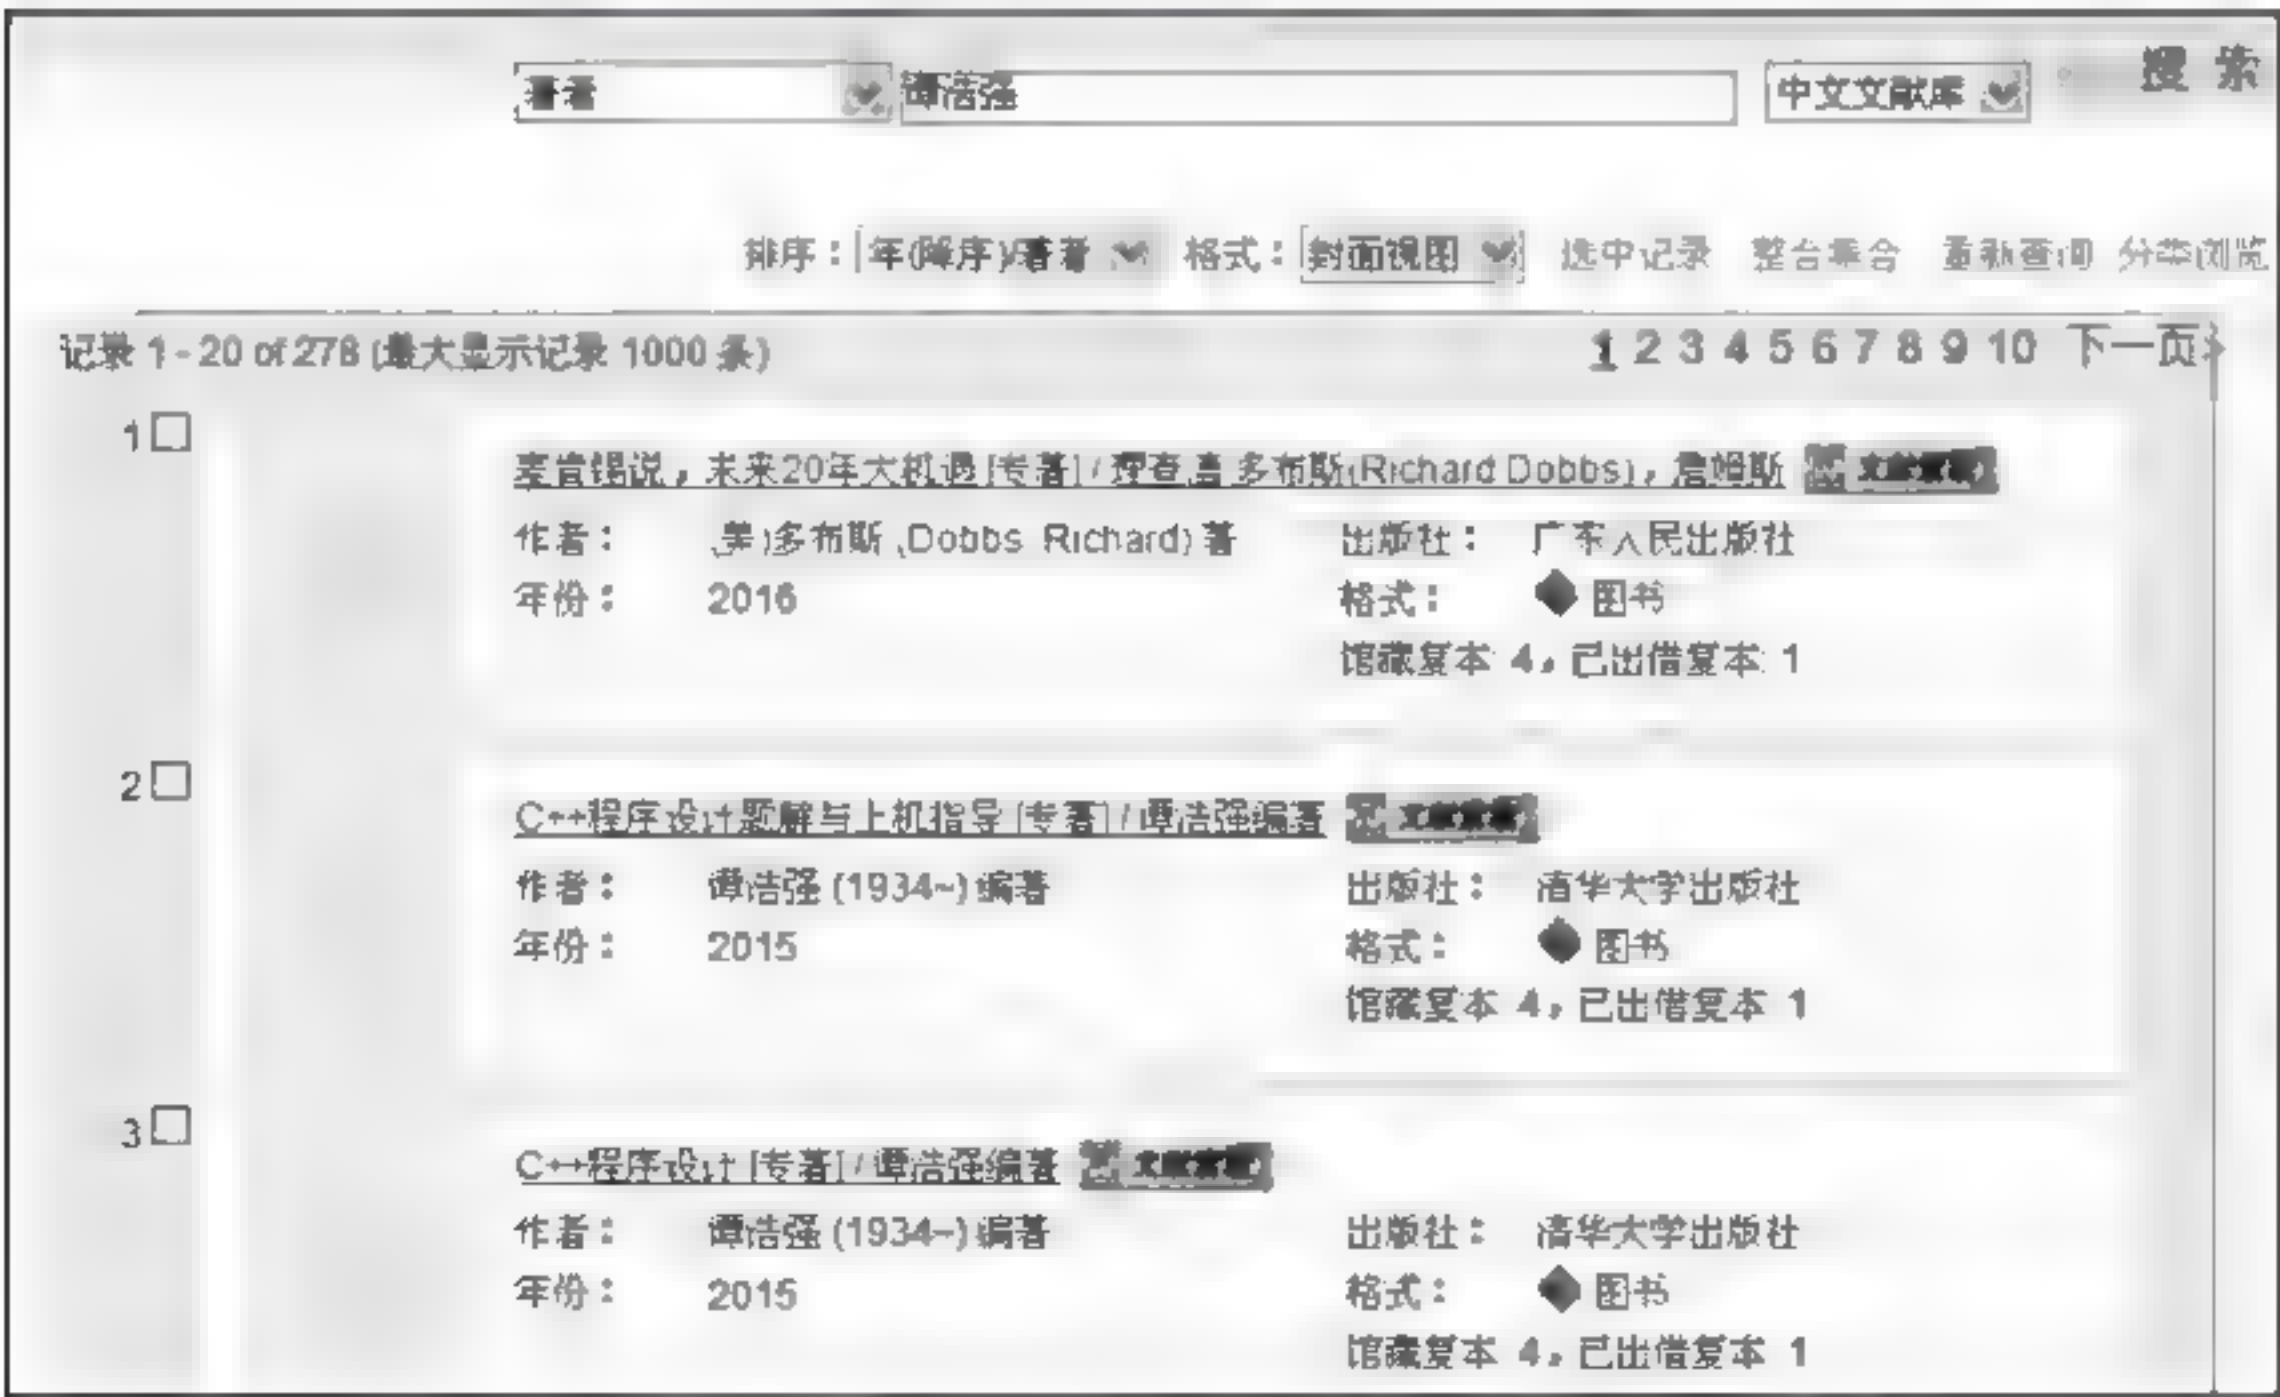 著者 谭浩强 中文文献库 搜 索
排序： 年(降序)/著者 格式： 封面视图 选中记录 整合集合 重新查询 分类浏览
记录 1 - 20 of 278 (最大显示记录 1000 条) 1 2 3 4 5 6 7 8 9 10 下一页
1
麦肯锡说，未来20年大机遇 [专著] / 理查喜 多布斯(Richard Dobbs)，詹姆斯
作者： (美)多布斯 (Dobbs Richard) 著 出版社： 广东人民出版社
年份： 2016 格式： 图书
馆藏复本 4，已出借复本 1
2
C++程序设计题解与上机指导 [专著] / 谭浩强编著
作者： 谭浩强 (1934~) 编著 出版社： 清华大学出版社
年份： 2015 格式： 图书
馆藏复本 4，已出借复本 1
3
C++程序设计 [专著] / 谭浩强编著
作者： 谭浩强 (1934~) 编著 出版社： 清华大学出版社
年份： 2015 格式： 图书
馆藏复本 4，已出借复本 1